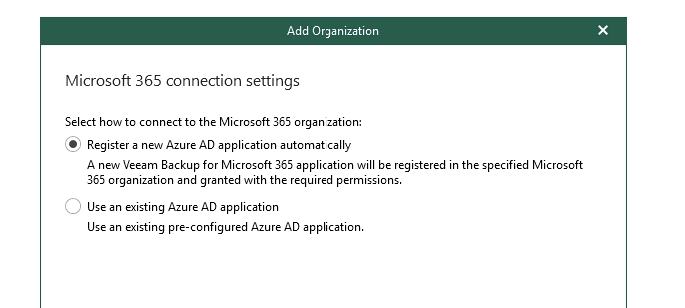 Add Organization
Microsoft 365 connection settings
Select how to connect to the Microsoft 365 organization:
Register a new Azure AD application automatically
A new Veeam Backup for Microsoft 365 application will be registered in the specified Microsoft
365 organization and granted with the required permissions.
Use an existing Azure AD application
Use an existing pre-configured Azure AD application.